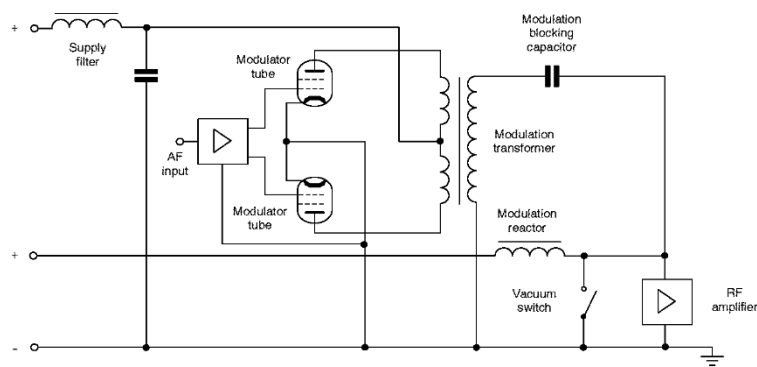 Modulation
blocking
capacitor
+
Supply
filter
Modulator
tube
AF
input
Modulation
transformer
Modulator
tube
Modulation
reactor
+
Vacuum
switch
RF
amplifier
-